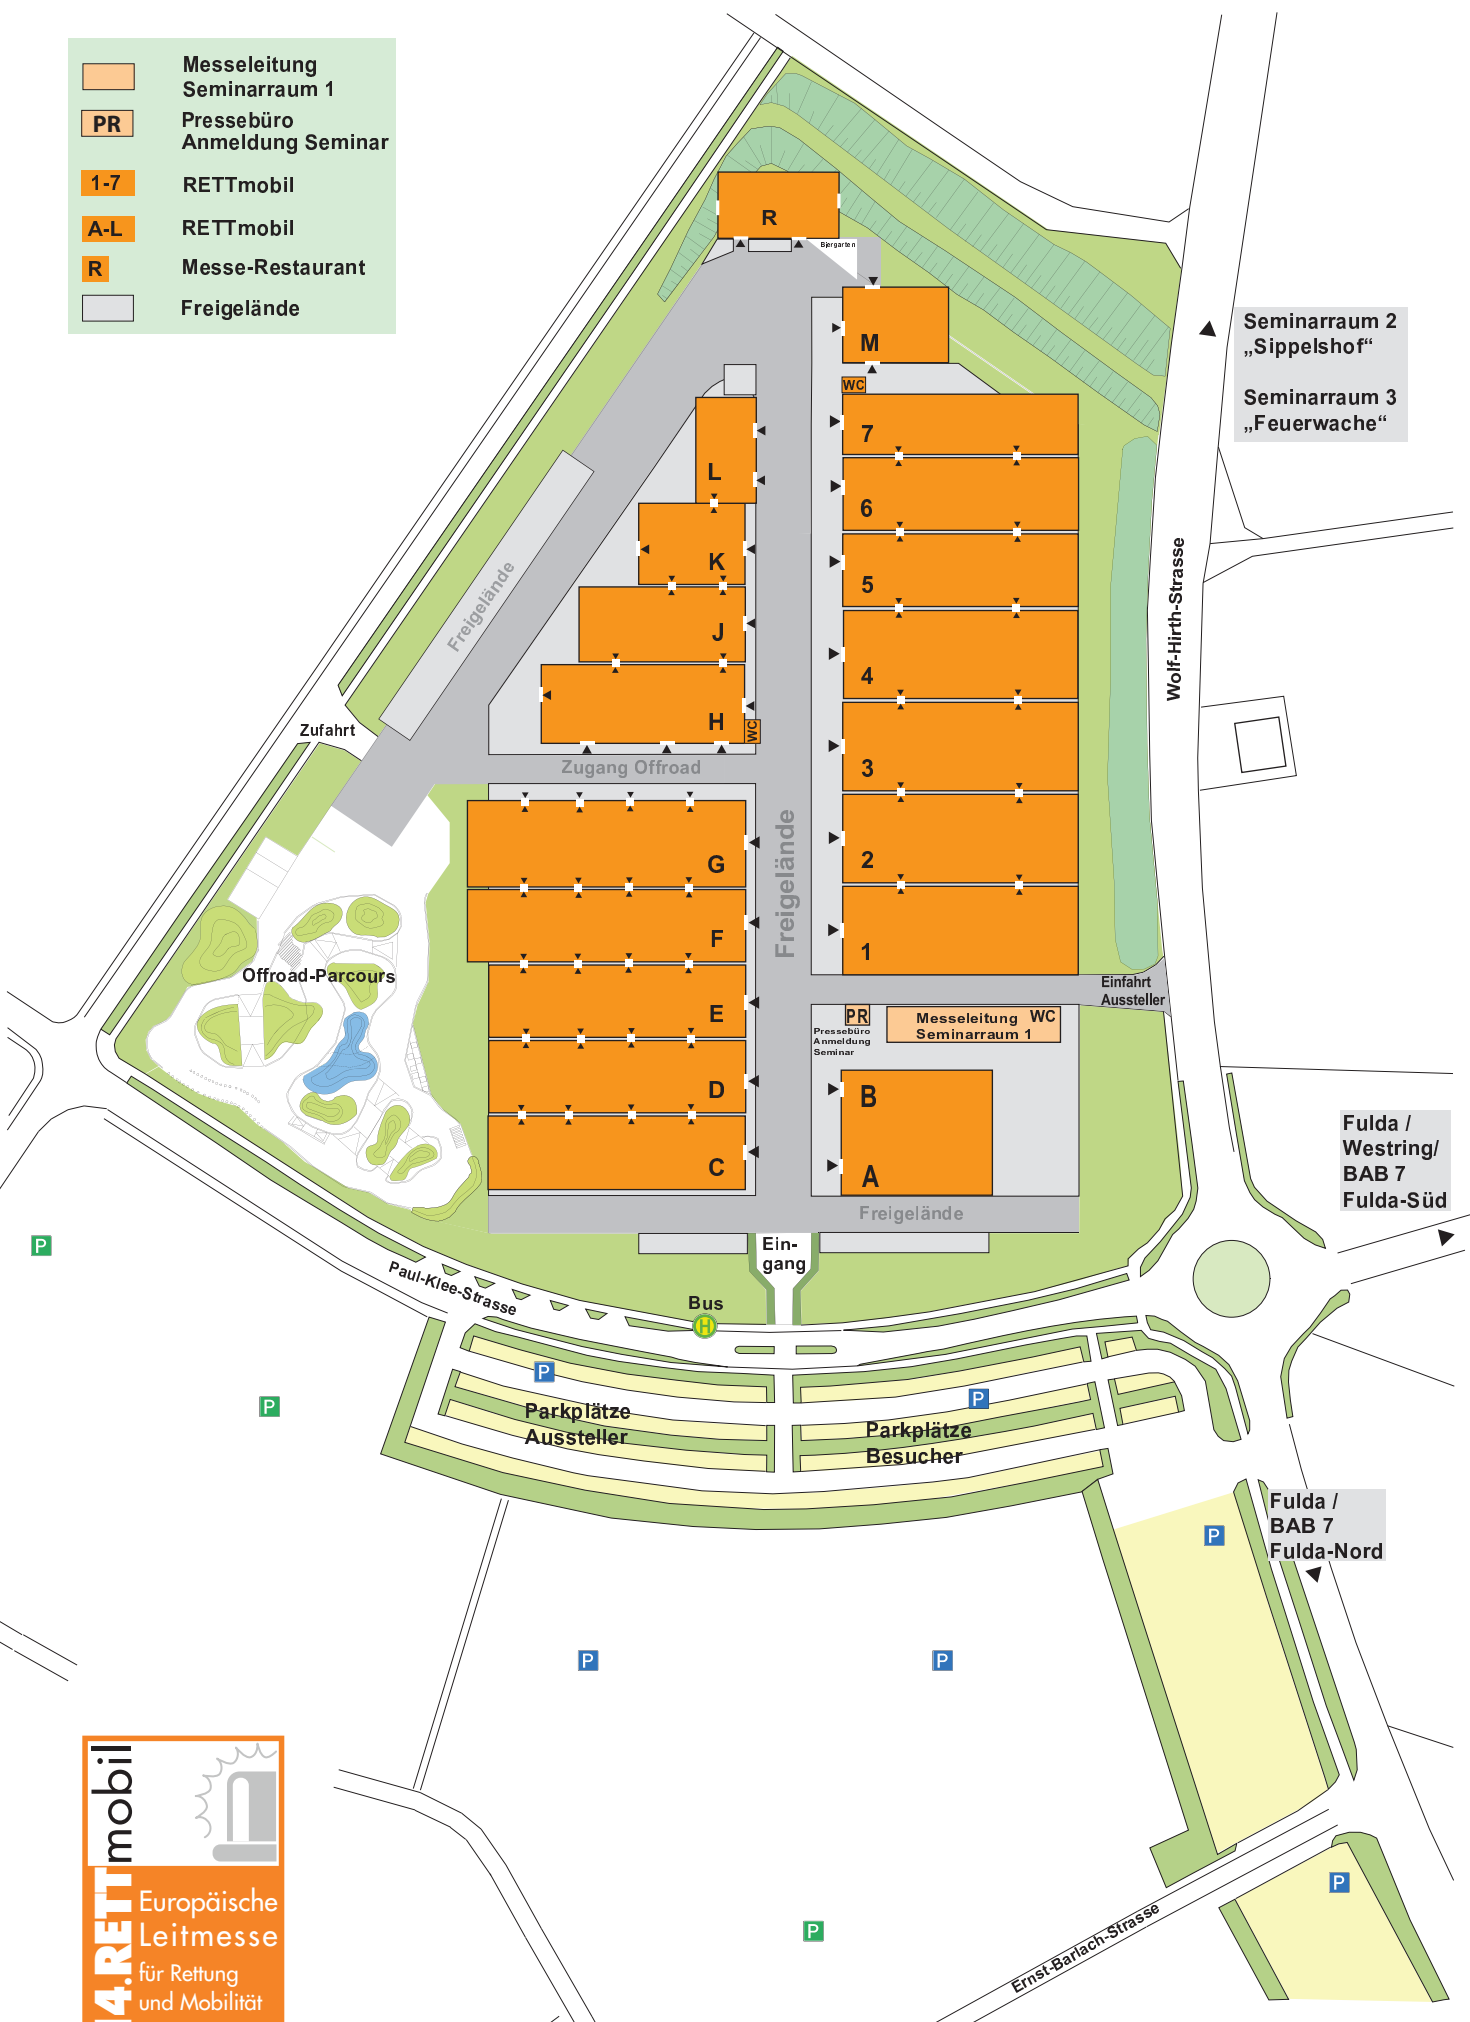 Messeleitung
Seminarraum 1
PR
Pressebüro
Anmeldung Seminar
1-7
RETTmobil
A-L
RETTmobil
R
Messe-Restaurant
Freigelände
R
Biergarten
M
WC
Seminarraum 2
„Sippelshof“
Seminarraum 3
„Feuerwache“
7
L
6
K
5
J
4
H
WC
3
Freigelände
Wolf-Hirth-Strasse
Zufahrt
Zugang Offroad
G
2
Freigelände
F
1
Offroad-Parcours
Einfahrt
Aussteller
E
PR
Pressebüro
Anmeldung
Seminar
Messeleitung WC
Seminarraum 1
D
B
C
A
Fulda /
Westring/
BAB 7
Fulda-Süd
Freigelände
P
Ein-
gang
Paul-Klee-Strasse
Bus
H
P
P
P
Parkplätze
Aussteller
Parkplätze
Besucher
Fulda /
BAB 7
Fulda-Nord
P
P
P
P
P
Ernst-Barlach-Strasse
4.RETTmobil
Europäische
Leitmesse
für Rettung
und Mobilität